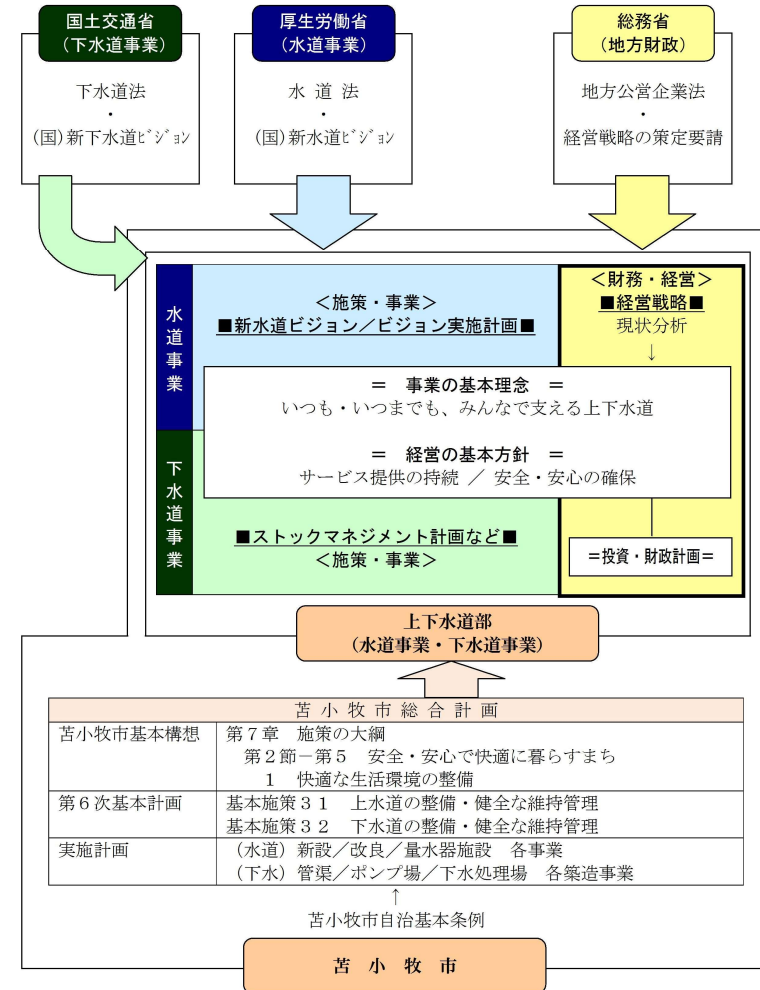 国土交通省
(下水道事業)
下水道法
・
(国)新下水道ﾋﾞｼﾞｮﾝ
厚生労働省
(水道事業)
水 道 法
・
(国)新水道ﾋﾞｼﾞｮﾝ
総務省
(地方財政)
地方公営企業法
・
経営戦略の策定要請
水道事業
＜施策・事業＞
■新水道ビジョン／ビジョン実施計画■
＜財務・経営＞
■経営戦略■
現状分析
↓
＝ 事業の基本理念 ＝
いつも・いつまでも、みんなで支える上下水道
＝ 経営の基本方針 ＝
サービス提供の持続 ／ 安全・安心の確保
下水道事業
■ストックマネジメント計画など■
＜施策・事業＞
＝投資・財政計画＝
上下水道部
(水道事業・下水道事業)
苫小牧市総合計画
苫小牧市基本構想 第７章 施策の大綱
第２節－第５ 安全・安心で快適に暮らすまち
１ 快適な生活環境の整備
第６次基本計画 基本施策３１ 上水道の整備・健全な維持管理
基本施策３２ 下水道の整備・健全な維持管理
実施計画 (水道) 新設／改良／量水器施設 各事業
(下水) 管渠／ポンプ場／下水処理場 各築造事業
↑
苫小牧市自治基本条例
苫 小 牧 市